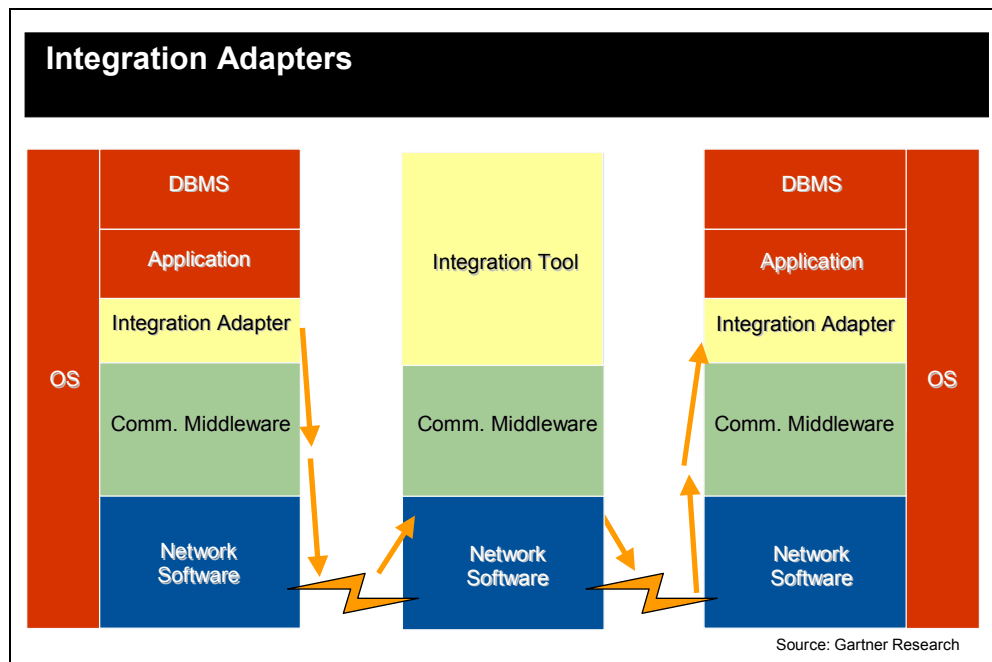 Integration Adapters
OS
DBMS
Application
Integration Adapter
Comm. Middleware
Network
Software
Integration Tool
Comm. Middleware
Network
Software
DBMS
Application
Integration Adapter
Comm. Middleware
Network
Software
OS
Source: Gartner Research